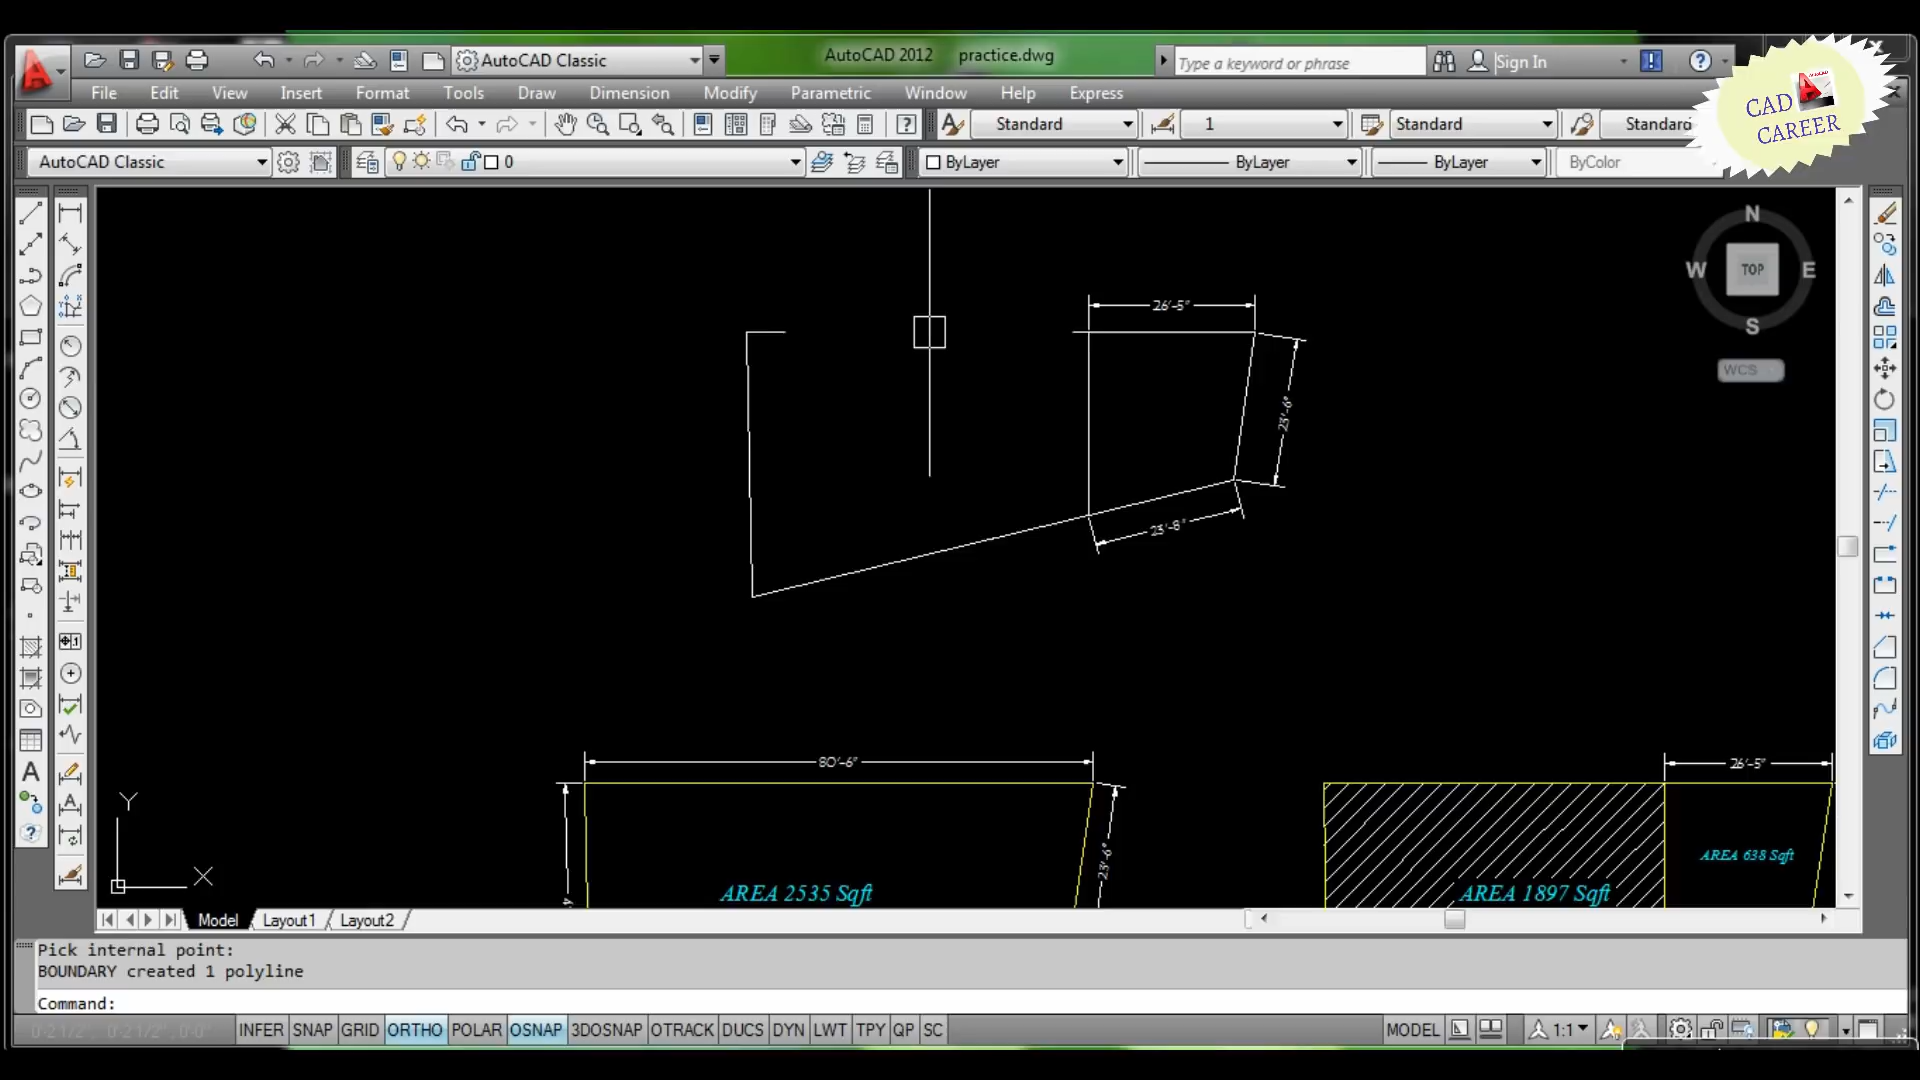 AutoCAD Classic
AutoCAD 2012 practice.dwg
Type a keyword or phrase
Sign In
CAD
CAREER
File Edit View Insert Format Tools Draw Dimension Modify Parametric Window Help Express
Standard 1 Standard Standard
AutoCAD Classic 0 ByLayer ByLayer ByLayer ByColor
N
W TOP E
S
WCS
26'-5"
23'-6"
23'-8"
80'-6"
26'-5"
23'-6"
AREA 638 Sqft
AREA 2535 Sqft
AREA 1897 Sqft
Y
X
Model Layout1 Layout2
Pick internal point:
BOUNDARY created 1 polyline
Command:
INFER SNAP GRID ORTHO POLAR OSNAP 3DOSNAP OTRACK DUCS DYN LWT TPY QP SC MODEL 1:1